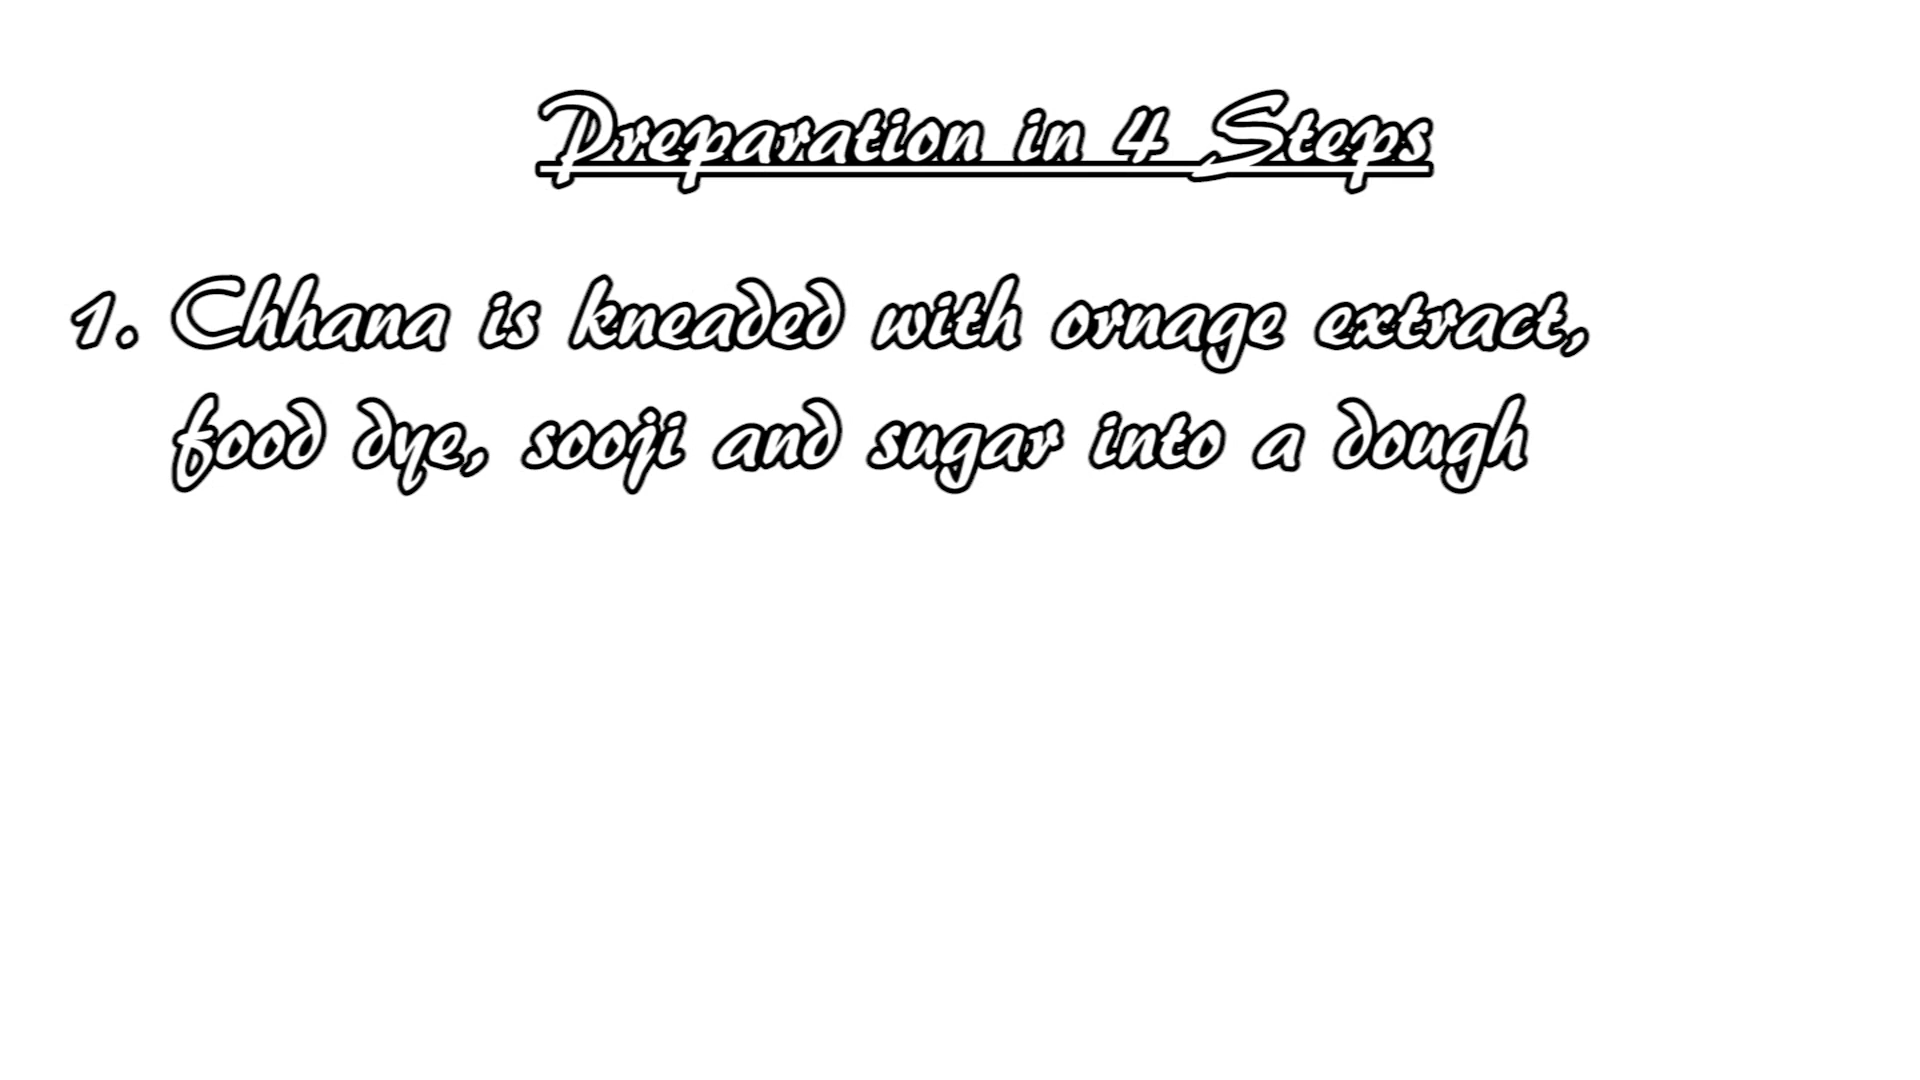 Preparation in 4 Steps
1. Chhana is kneaded with ornage extract,
food dye, sooji and sugar into a dough